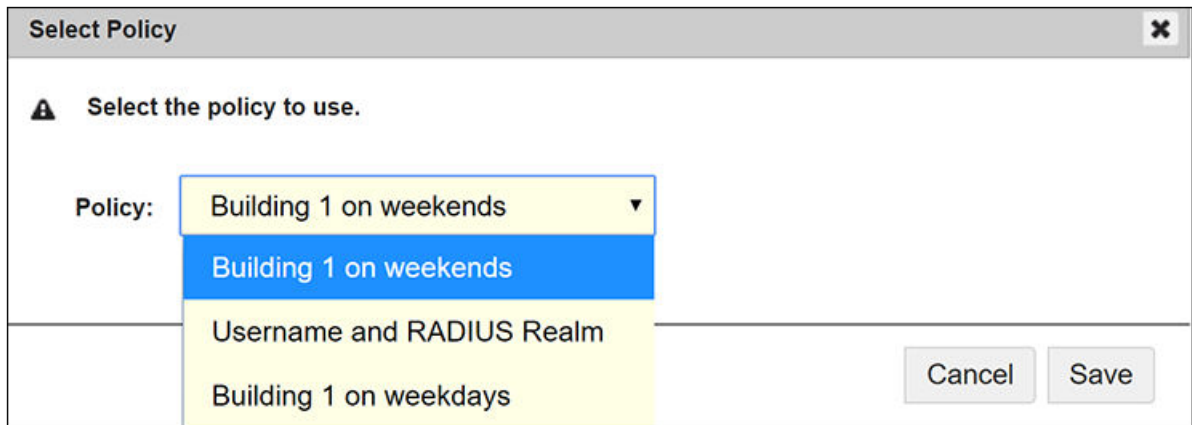 Select Policy
Select the policy to use.
Policy: Building 1 on weekends
Building 1 on weekends
Username and RADIUS Realm
Building 1 on weekdays
Cancel Save